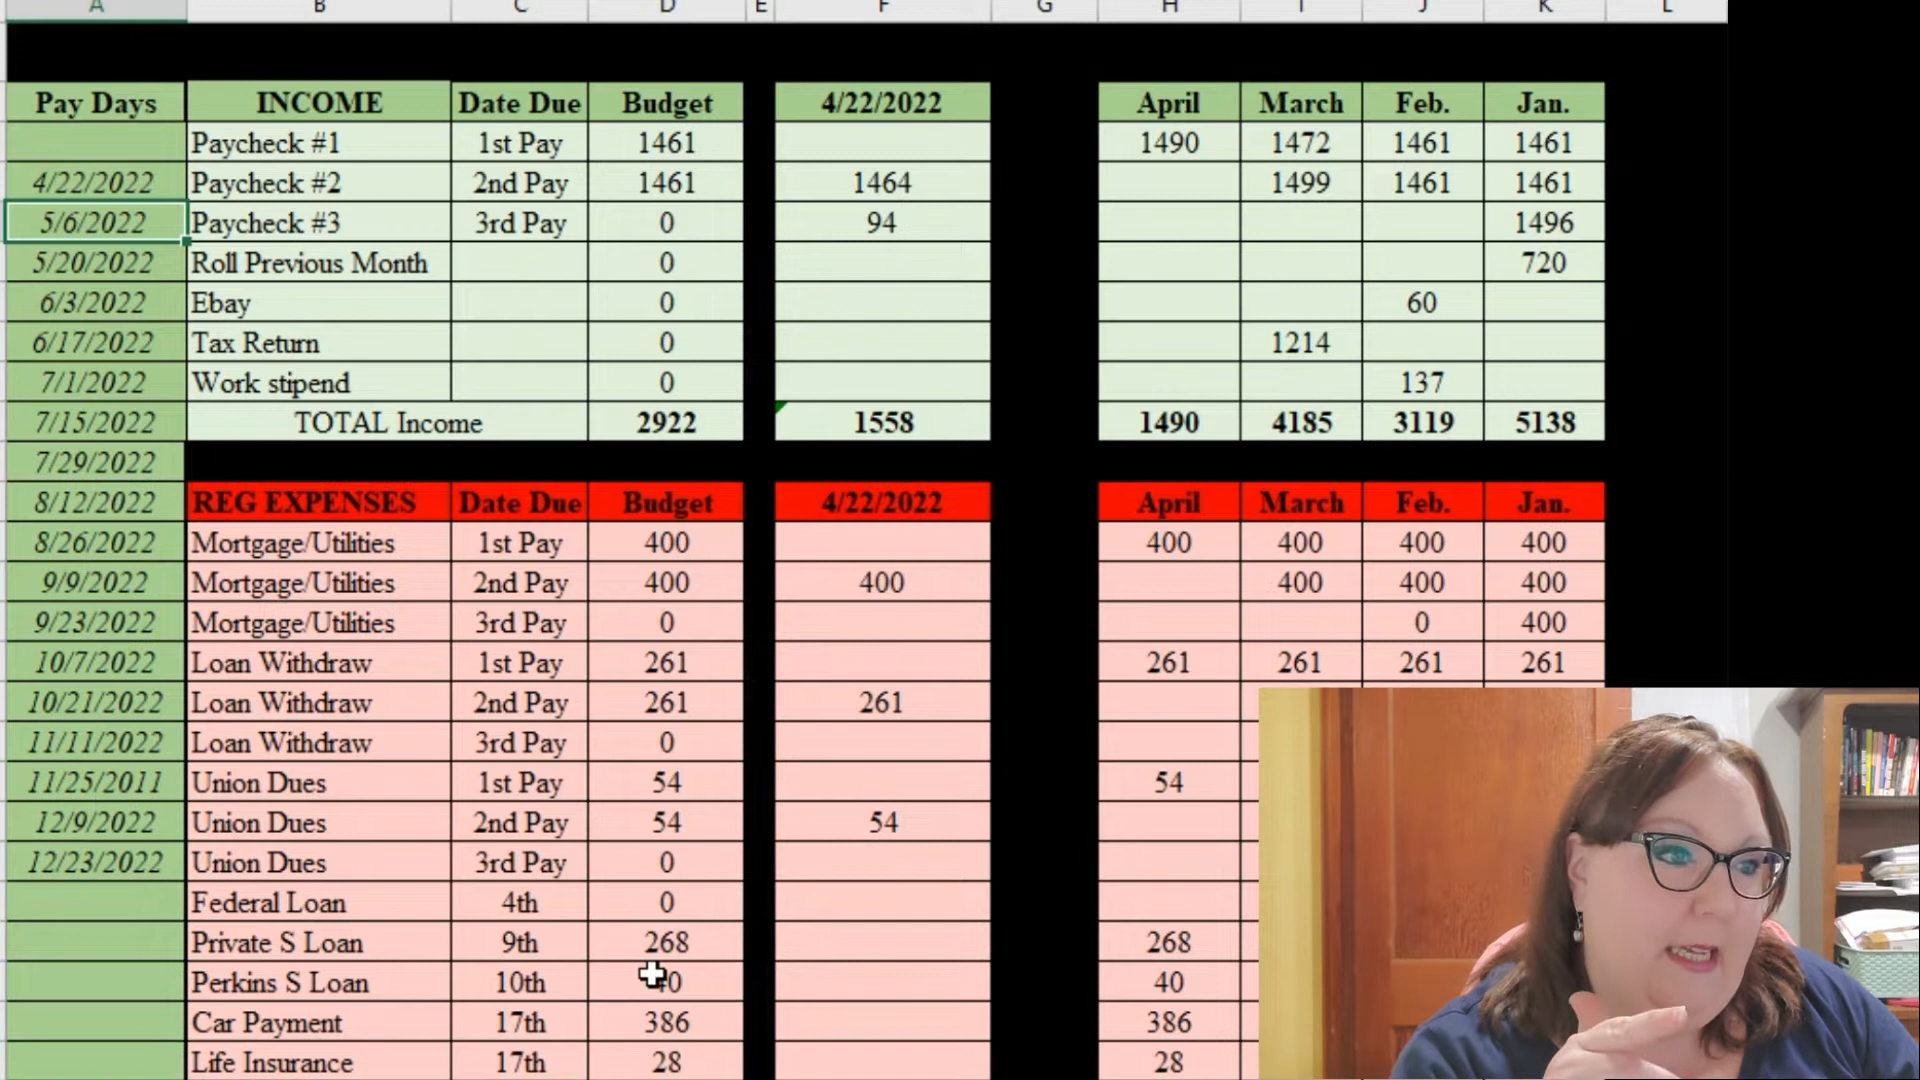 A B C D E F G H I J K L
Pay Days INCOME Date Due Budget 4/22/2022 April March Feb. Jan.
Paycheck #1 1st Pay 1461 1490 1472 1461 1461
4/22/2022 Paycheck #2 2nd Pay 1461 1464 1499 1461 1461
5/6/2022 Paycheck #3 3rd Pay 0 94 1496
5/20/2022 Roll Previous Month 0 720
6/3/2022 Ebay 0 60
6/17/2022 Tax Return 0 1214
7/1/2022 Work stipend 0 137
7/15/2022 TOTAL Income 2922 1558 1490 4185 3119 5138
7/29/2022
8/12/2022 REG EXPENSES Date Due Budget 4/22/2022 April March Feb. Jan.
8/26/2022 Mortgage/Utilities 1st Pay 400 400 400 400 400
9/9/2022 Mortgage/Utilities 2nd Pay 400 400 400 400 400
9/23/2022 Mortgage/Utilities 3rd Pay 0 0 400
10/7/2022 Loan Withdraw 1st Pay 261 261 261 261 261
10/21/2022 Loan Withdraw 2nd Pay 261 261
11/11/2022 Loan Withdraw 3rd Pay 0
11/25/2011 Union Dues 1st Pay 54 54
12/9/2022 Union Dues 2nd Pay 54 54
12/23/2022 Union Dues 3rd Pay 0
Federal Loan 4th 0
Private S Loan 9th 268 268
Perkins S Loan 10th 40
Car Payment 17th 386 386
Life Insurance 17th 28 28